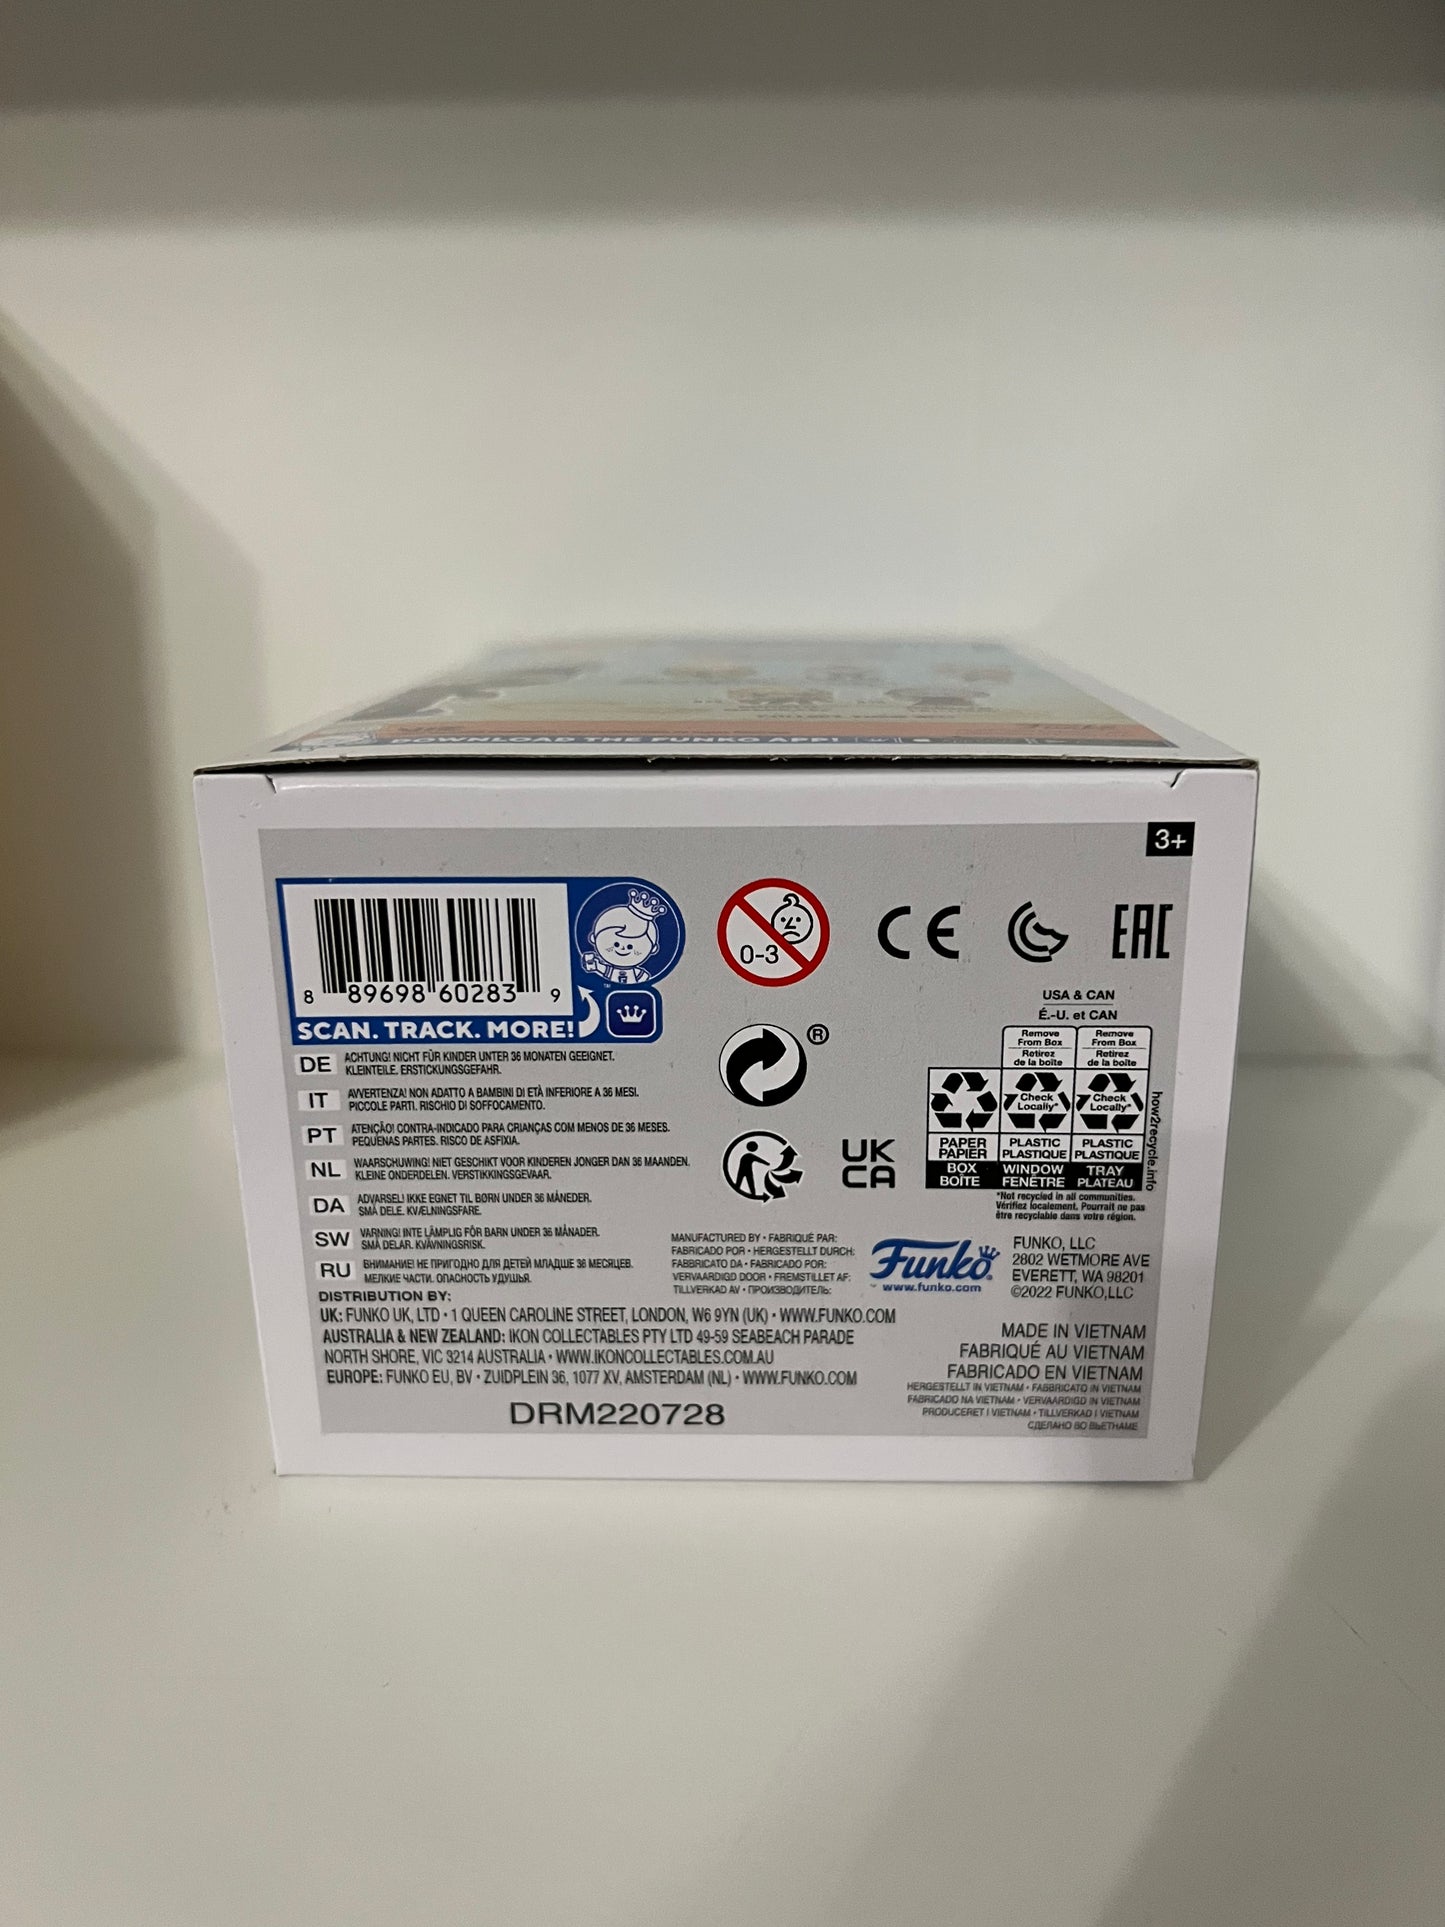 DOWNLOAD THE FUNKO APP!
3+
8 89698 60283 9
SCAN. TRACK. MORE!
™
0-3
CE
EAC
®
UK
CA
USA & CAN
É.-U. et CAN
Remove
From Box
Retirez
de la boîte
Remove
From Box
Retirez
de la boîte
Check
Locally*
Check
Locally*
PAPER
PAPIER
PLASTIC
PLASTIQUE
PLASTIC
PLASTIQUE
BOX
BOÎTE
WINDOW
FENÊTRE
TRAY
PLATEAU
how2recycle.info
*Not recycled in all communities.
Vérifiez localement. Pourrait ne pas
être recyclable dans votre région.
DE ACHTUNG! NICHT FÜR KINDER UNTER 36 MONATEN GEEIGNET.
KLEINTEILE. ERSTICKUNGSGEFAHR.
IT AVVERTENZA! NON ADATTO A BAMBINI DI ETÀ INFERIORE A 36 MESI.
PICCOLE PARTI. RISCHIO DI SOFFOCAMENTO.
PT ATENÇÃO! CONTRA-INDICADO PARA CRIANÇAS COM MENOS DE 36 MESES.
PEQUENAS PARTES. RISCO DE ASFIXIA.
NL WAARSCHUWING! NIET GESCHIKT VOOR KINDEREN JONGER DAN 36 MAANDEN.
KLEINE ONDERDELEN. VERSTIKKINGSGEVAAR.
DA ADVARSEL! IKKE EGNET TIL BØRN UNDER 36 MÅNEDER.
SMÅ DELE. KVÆLNINGSFARE.
SW VARNING! INTE LÄMPLIG FÖR BARN UNDER 36 MÅNADER.
SMÅ DELAR. KVÄVNINGSRISK.
RU ВНИМАНИЕ! НЕ ПРИГОДНО ДЛЯ ДЕТЕЙ МЛАДШЕ 36 МЕСЯЦЕВ.
МЕЛКИЕ ЧАСТИ. ОПАСНОСТЬ УДУШЬЯ.
MANUFACTURED BY • FABRIQUÉ PAR:
FABRICADO POR • HERGESTELLT DURCH:
FABBRICATO DA • FABRICADO POR:
VERVAARDIGD DOOR • FREMSTILLET AF:
TILLVERKAD AV • ПРОИЗВОДИТЕЛЬ:
Funko
www.funko.com
FUNKO, LLC
2802 WETMORE AVE
EVERETT, WA 98201
©2022 FUNKO,LLC
DISTRIBUTION BY:
UK: FUNKO UK, LTD • 1 QUEEN CAROLINE STREET, LONDON, W6 9YN (UK) • WWW.FUNKO.COM
AUSTRALIA & NEW ZEALAND: IKON COLLECTABLES PTY LTD 49-59 SEABEACH PARADE
NORTH SHORE, VIC 3214 AUSTRALIA • WWW.IKONCOLLECTABLES.COM.AU
EUROPE: FUNKO EU, BV • ZUIDPLEIN 36, 1077 XV, AMSTERDAM (NL) • WWW.FUNKO.COM
DRM220728
MADE IN VIETNAM
FABRIQUÉ AU VIETNAM
FABRICADO EN VIETNAM
HERGESTELLT IN VIETNAM • FABBRICATO IN VIETNAM
FABRICADO NA VIETNAM • VERVAARDIGD IN VIETNAM
PRODUCERET I VIETNAM • TILLVERKAD I VIETNAM
СДЕЛАНО ВО ВЬЕТНАМЕ